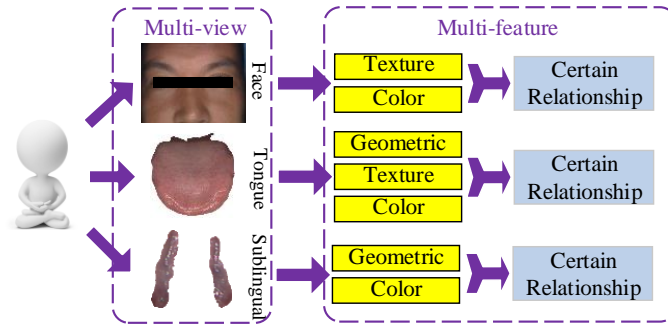 Multi-view
Multi-feature
Face
Texture
Color
Certain
Relationship
Tongue
Geometric
Texture
Color
Certain
Relationship
Sublingual
Geometric
Color
Certain
Relationship